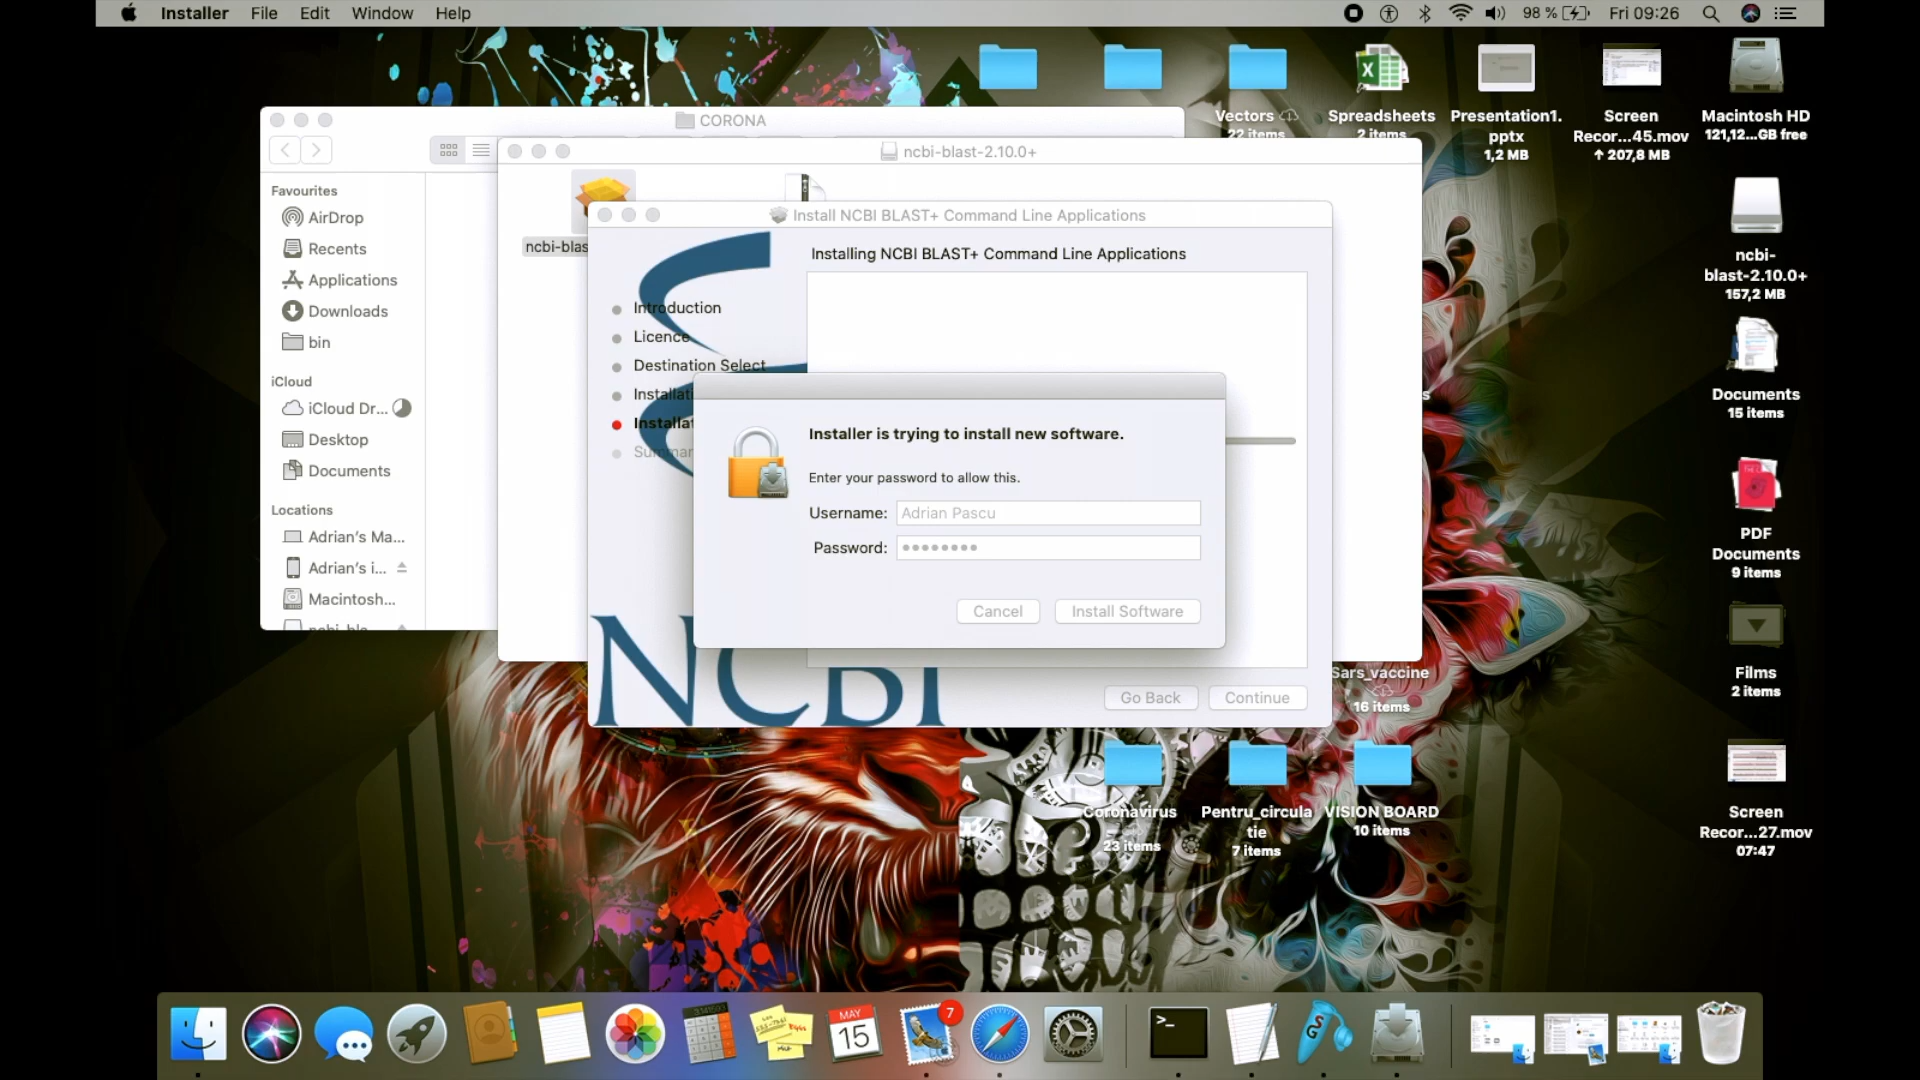 Installer File Edit Window Help
98 % Fri 09:26
CORONA
ncbi-blast-2.10.0+
Favourites
AirDrop
Recents
Applications
Downloads
bin
iCloud
iCloud Dr...
Desktop
Documents
Locations
Adrian's Ma...
Adrian's i...
Macintosh...
ncbi-blas
Install NCBI BLAST+ Command Line Applications
Installing NCBI BLAST+ Command Line Applications
Introduction
Licence
Destination Select
Installati
Installat
Summar
Installer is trying to install new software.
Enter your password to allow this.
Username: Adrian Pascu
Password:
Cancel Install Software
Go Back Continue
NCBI
Vectors
22 items
Spreadsheets
2 items
Presentation1.
pptx
1,2 MB
Screen
Recor...45.mov
↑ 207,8 MB
Macintosh HD
121,12...GB free
ncbi-
blast-2.10.0+
157,2 MB
Documents
15 items
PDF
Documents
9 items
Films
2 items
Sars_vaccine
16 items
Coronavirus
23 items
Pentru_circula
tie
7 items
VISION BOARD
10 items
Screen
Recor...27.mov
07:47
MAY
15
7